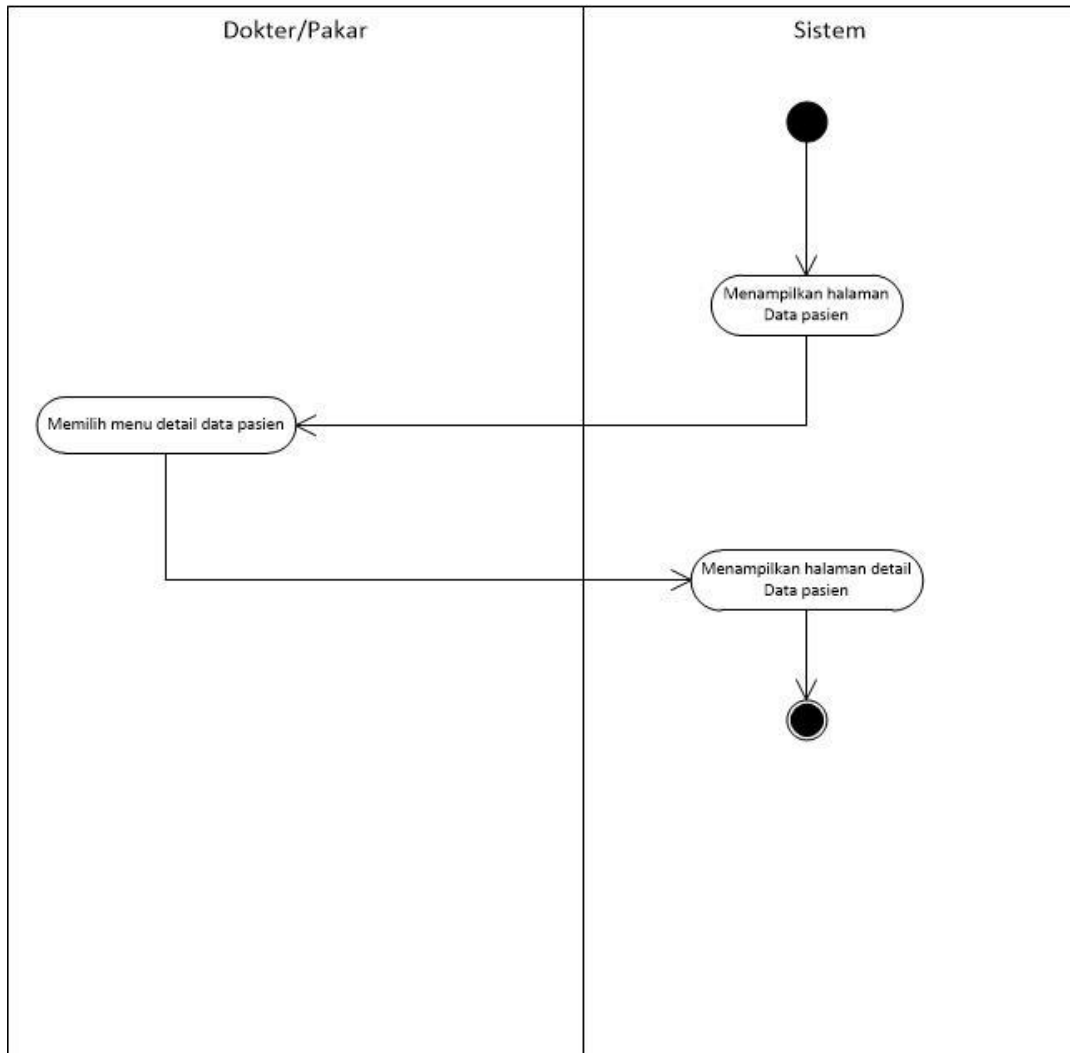 Dokter/Pakar
Sistem
Menampilkan halaman
Data pasien
Memilih menu detail data pasien
Menampilkan halaman detail
Data pasien